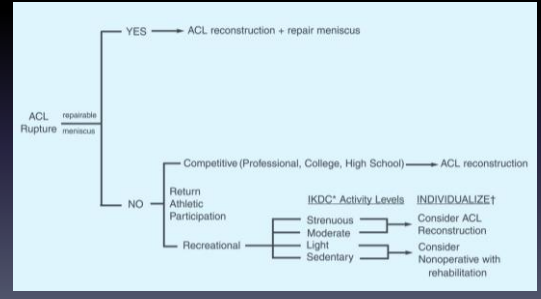 YES
ACL reconstruction + repair meniscus
ACL
Rupture
repairable
meniscus
NO
Return
Athletic
Participation
Competitive (Professional, College, High School)
ACL reconstruction
Recreational
IKDC* Activity Levels
INDIVIDUALIZE†
Strenuous
Moderate
Light
Sedentary
Consider ACL
Reconstruction
Consider
Nonoperative with
rehabilitation